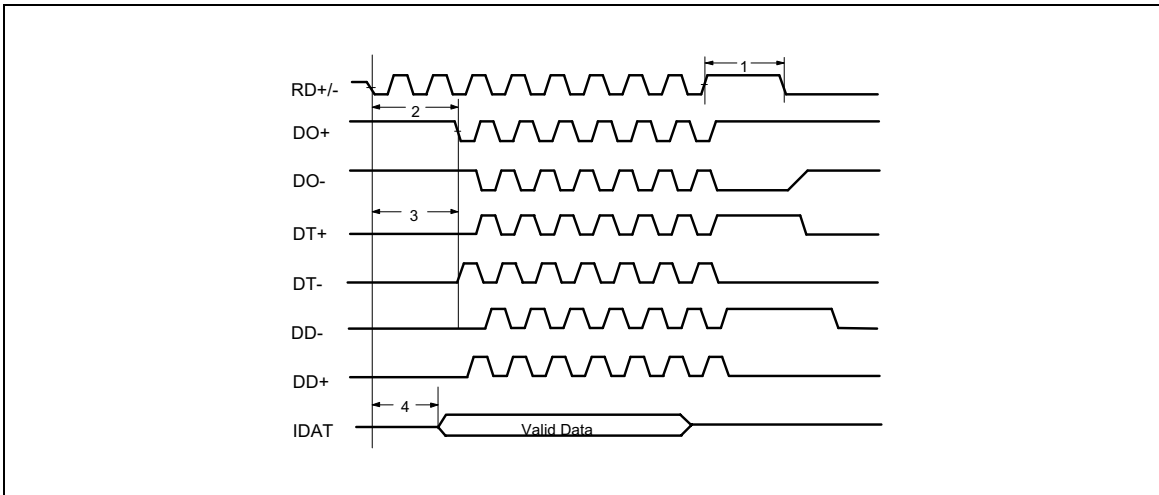 1
RD+/-
2
DO+
DO-
3
DT+
DT-
DD-
DD+
4
IDAT
Valid Data